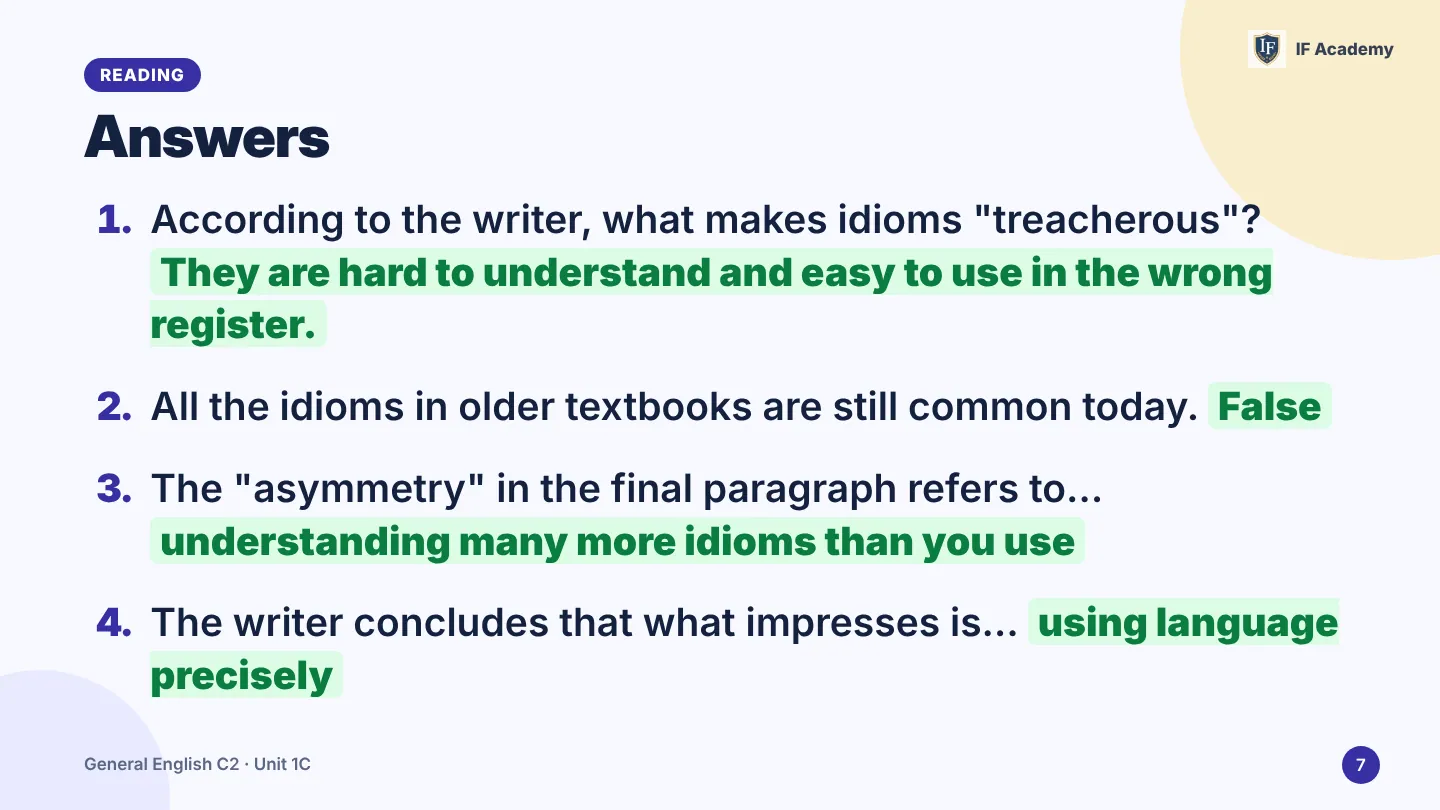 IF
IF Academy
READING
Answers
1. According to the writer, what makes idioms "treacherous"?
They are hard to understand and easy to use in the wrong
register.
2. All the idioms in older textbooks are still common today. False
3. The "asymmetry" in the final paragraph refers to…
understanding many more idioms than you use
4. The writer concludes that what impresses is… using language
precisely
General English C2 · Unit 1C
7